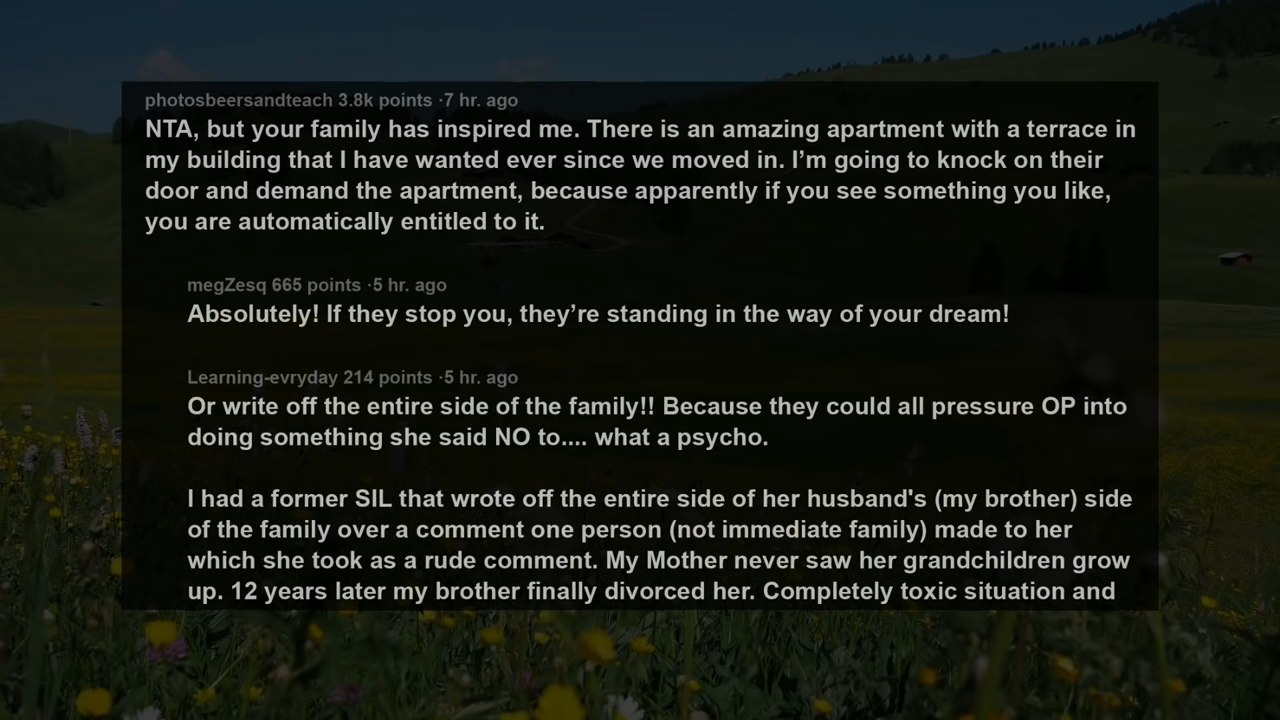 photosbeersandteach 3.8k points ·7 hr. ago
NTA, but your family has inspired me. There is an amazing apartment with a terrace in
my building that I have wanted ever since we moved in. I’m going to knock on their
door and demand the apartment, because apparently if you see something you like,
you are automatically entitled to it.
megZesq 665 points ·5 hr. ago
Absolutely! If they stop you, they’re standing in the way of your dream!
Learning-evryday 214 points ·5 hr. ago
Or write off the entire side of the family!! Because they could all pressure OP into
doing something she said NO to.... what a psycho.
I had a former SIL that wrote off the entire side of her husband's (my brother) side
of the family over a comment one person (not immediate family) made to her
which she took as a rude comment. My Mother never saw her grandchildren grow
up. 12 years later my brother finally divorced her. Completely toxic situation and